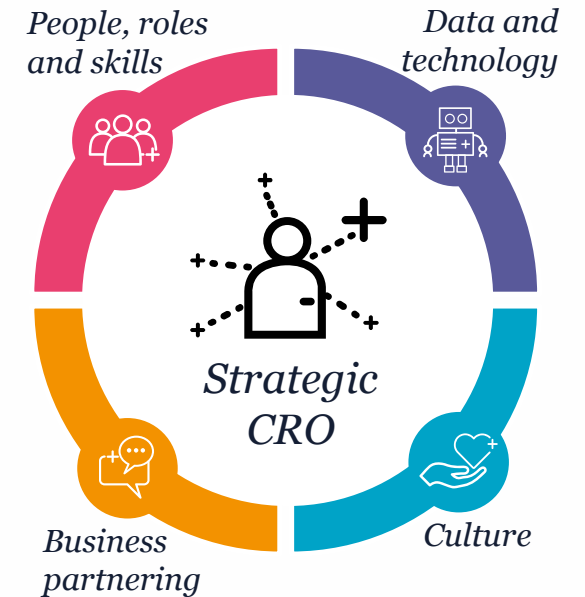 People, roles
and skills
Data and
technology
Strategic
CRO
Business
partnering
Culture